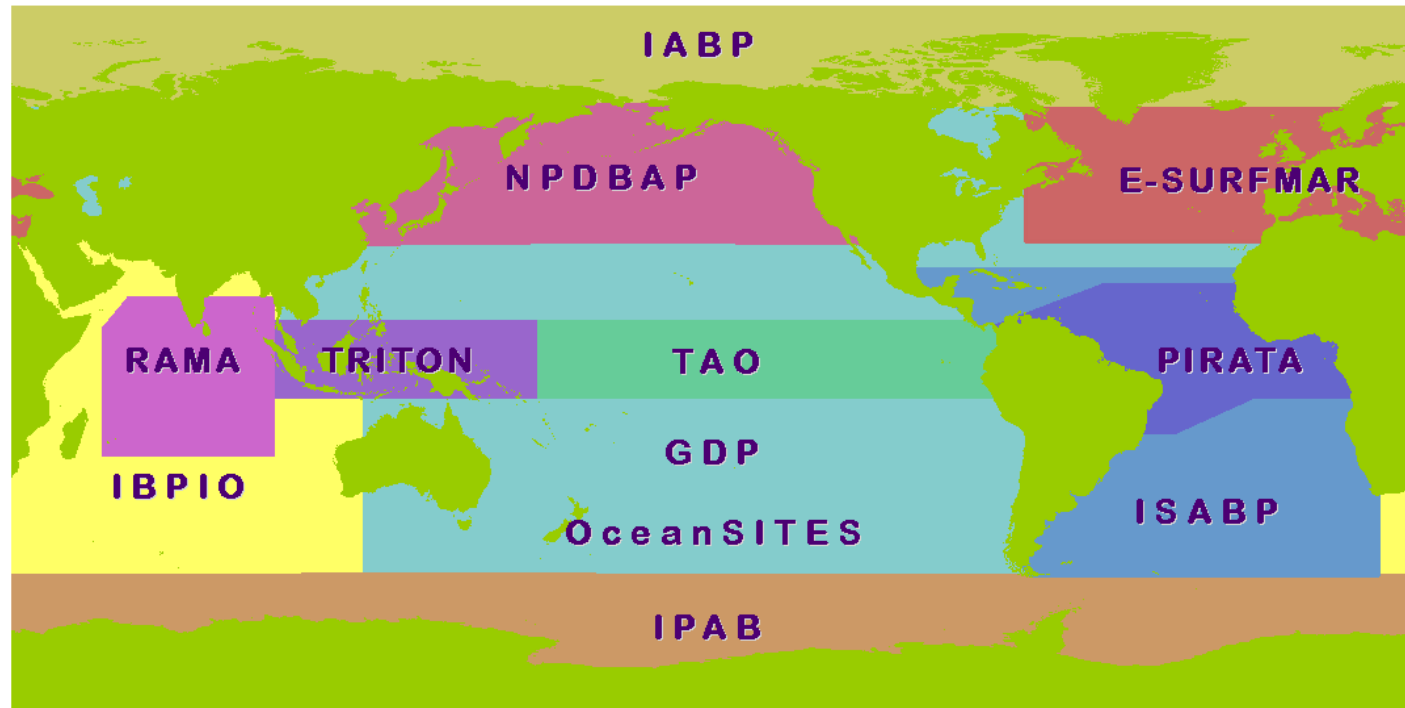 IABP
NPDBAP
E-SURFMAR
RAMA
TRITON
TAO
PIRATA
GDP
IBPIO
ISABP
OceanSITES
IPAB